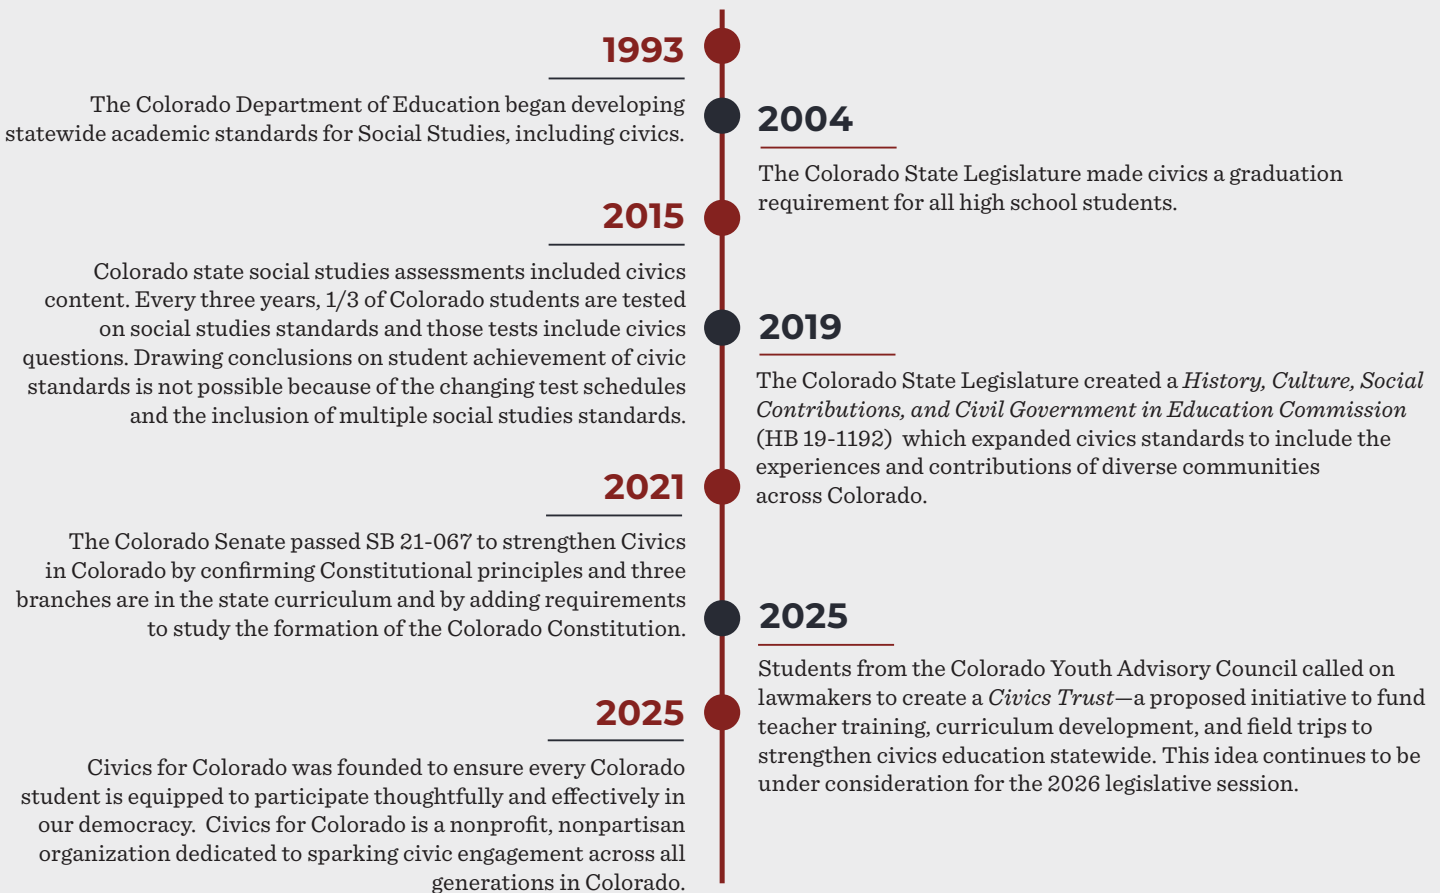 1993
The Colorado Department of Education began developing
statewide academic standards for Social Studies, including civics.
2004
The Colorado State Legislature made civics a graduation
requirement for all high school students.
2015
Colorado state social studies assessments included civics
content. Every three years, 1/3 of Colorado students are tested
on social studies standards and those tests include civics
questions. Drawing conclusions on student achievement of civic
standards is not possible because of the changing test schedules
and the inclusion of multiple social studies standards.
2019
The Colorado State Legislature created a History, Culture, Social
Contributions, and Civil Government in Education Commission
(HB 19-1192) which expanded civics standards to include the
experiences and contributions of diverse communities
across Colorado.
2021
The Colorado Senate passed SB 21-067 to strengthen Civics
in Colorado by confirming Constitutional principles and three
branches are in the state curriculum and by adding requirements
to study the formation of the Colorado Constitution.
2025
Students from the Colorado Youth Advisory Council called on
lawmakers to create a Civics Trust—a proposed initiative to fund
teacher training, curriculum development, and field trips to
strengthen civics education statewide. This idea continues to be
under consideration for the 2026 legislative session.
2025
Civics for Colorado was founded to ensure every Colorado
student is equipped to participate thoughtfully and effectively in
our democracy. Civics for Colorado is a nonprofit, nonpartisan
organization dedicated to sparking civic engagement across all
generations in Colorado.